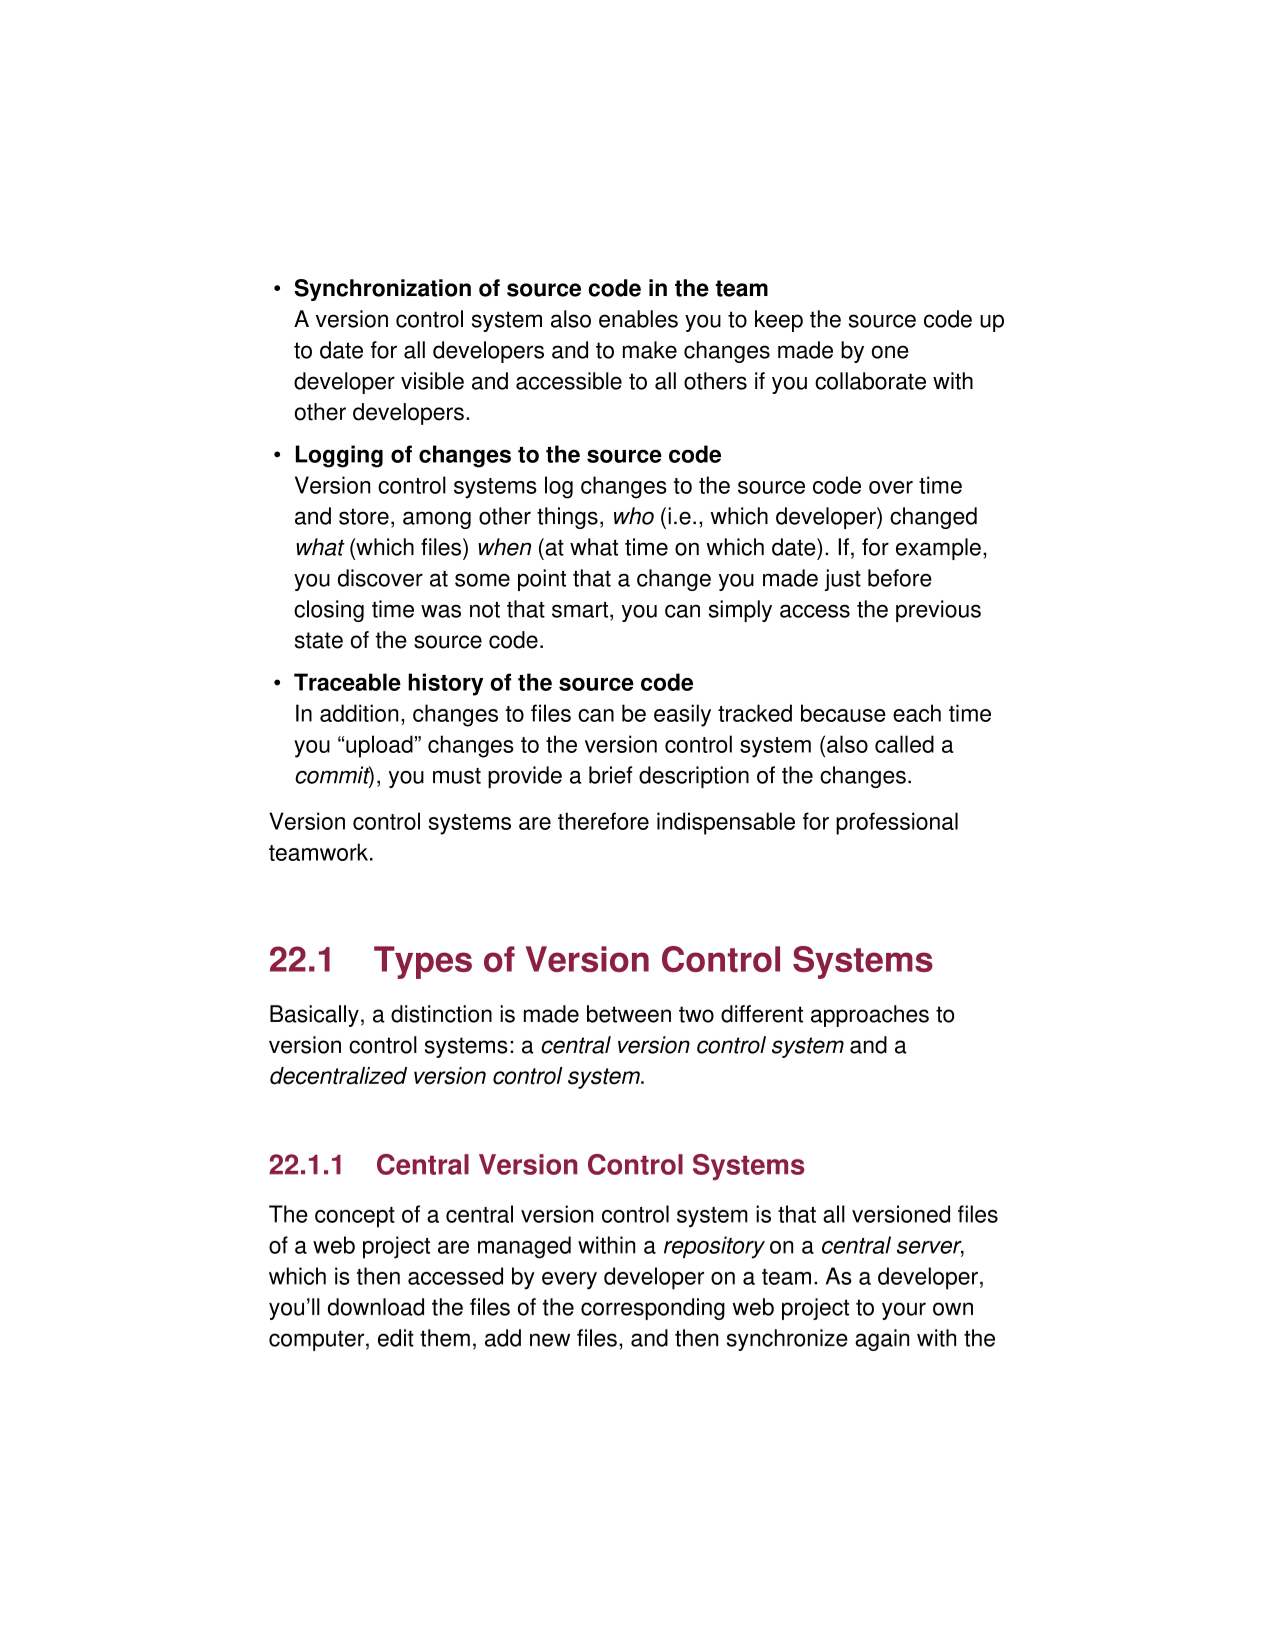 • Synchronization of source code in the team
A version control system also enables you to keep the source code up
to date for all developers and to make changes made by one
developer visible and accessible to all others if you collaborate with
other developers.
• Logging of changes to the source code
Version control systems log changes to the source code over time
and store, among other things, who (i.e., which developer) changed
what (which files) when (at what time on which date). If, for example,
you discover at some point that a change you made just before
closing time was not that smart, you can simply access the previous
state of the source code.
• Traceable history of the source code
In addition, changes to files can be easily tracked because each time
you “upload” changes to the version control system (also called a
commit), you must provide a brief description of the changes.
Version control systems are therefore indispensable for professional
teamwork.
22.1 Types of Version Control Systems
Basically, a distinction is made between two different approaches to
version control systems: a central version control system and a
decentralized version control system.
22.1.1 Central Version Control Systems
The concept of a central version control system is that all versioned files
of a web project are managed within a repository on a central server,
which is then accessed by every developer on a team. As a developer,
you’ll download the files of the corresponding web project to your own
computer, edit them, add new files, and then synchronize again with the